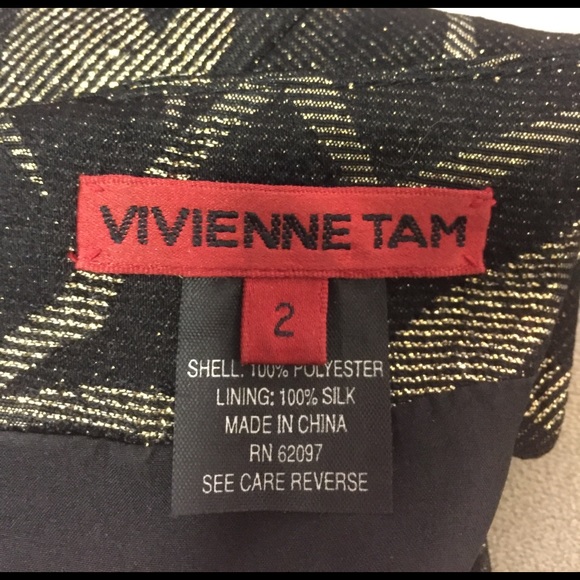 VIVIENNE TAM
2
SHELL: 100% POLYESTER
LINING: 100% SILK
MADE IN CHINA
RN 62097
SEE CARE REVERSE